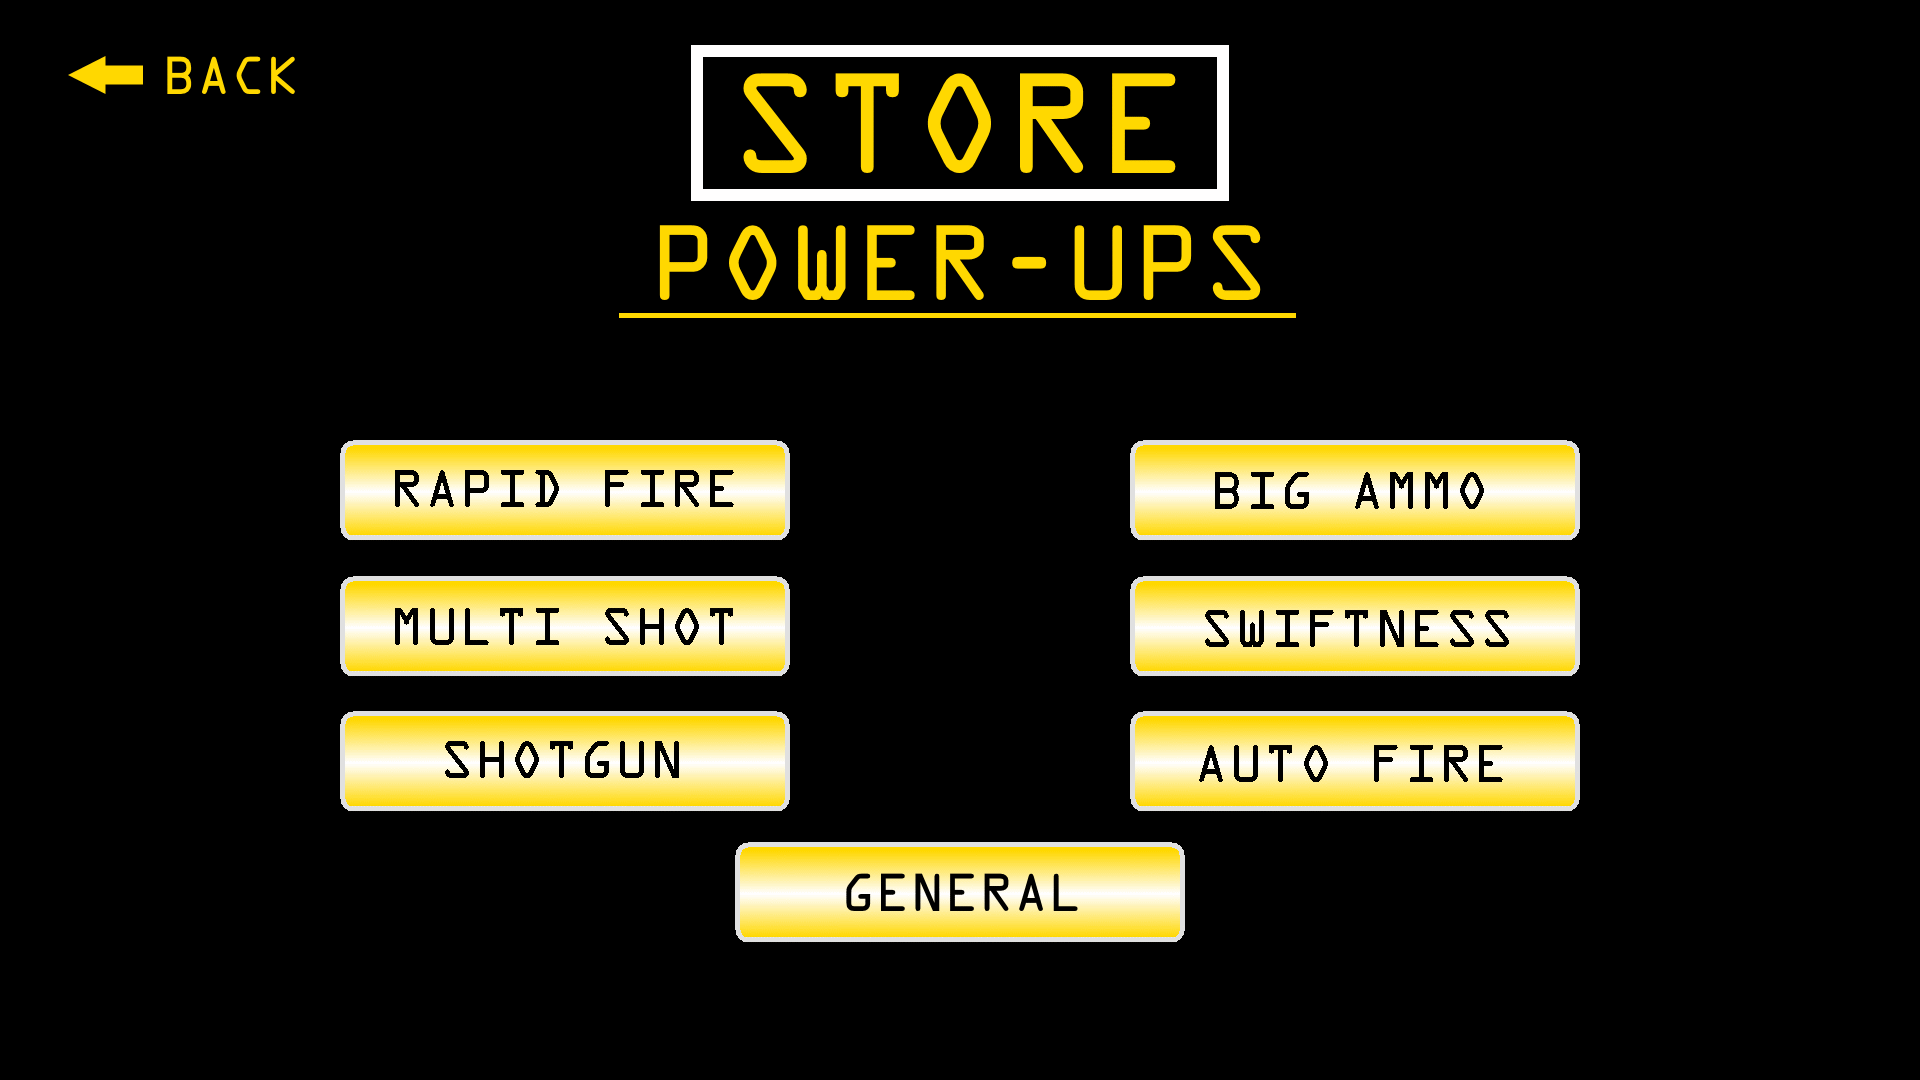 BACK
STORE
POWER-UPS
RAPID FIRE
BIG AMMO
MULTI SHOT
SWIFTNESS
SHOTGUN
AUTO FIRE
GENERAL